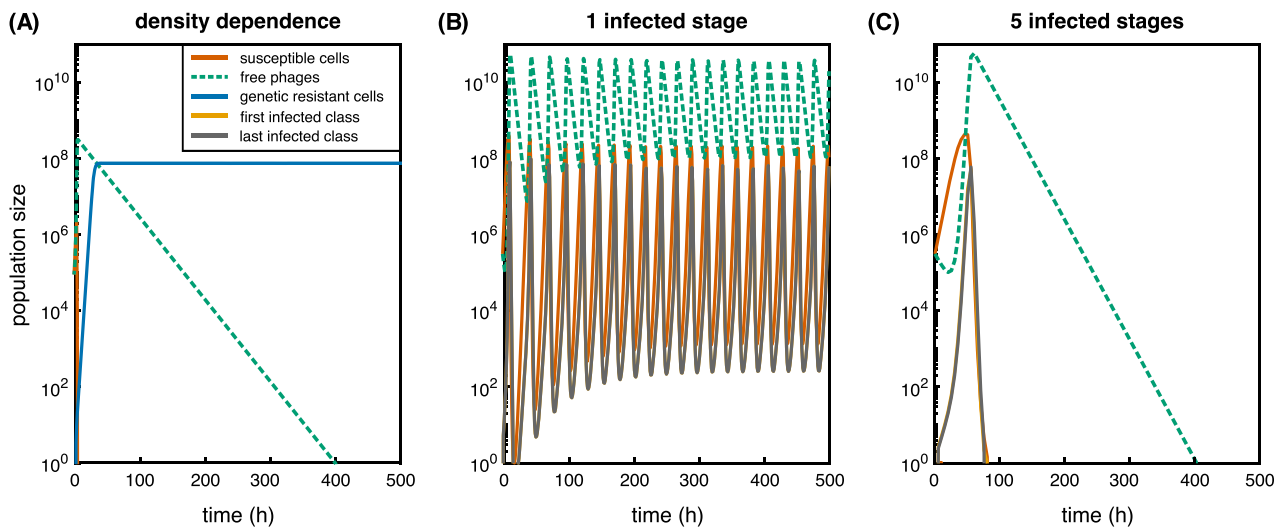 (A) density dependence
susceptible cells
free phages
genetic resistant cells
first infected class
last infected class
population size
10^10
10^8
10^6
10^4
10^2
10^0
0 100 200 300 400 500
time (h)
(B) 1 infected stage
10^10
10^8
10^6
10^4
10^2
10^0
0 100 200 300 400 500
time (h)
(C) 5 infected stages
10^10
10^8
10^6
10^4
10^2
10^0
0 100 200 300 400 500
time (h)